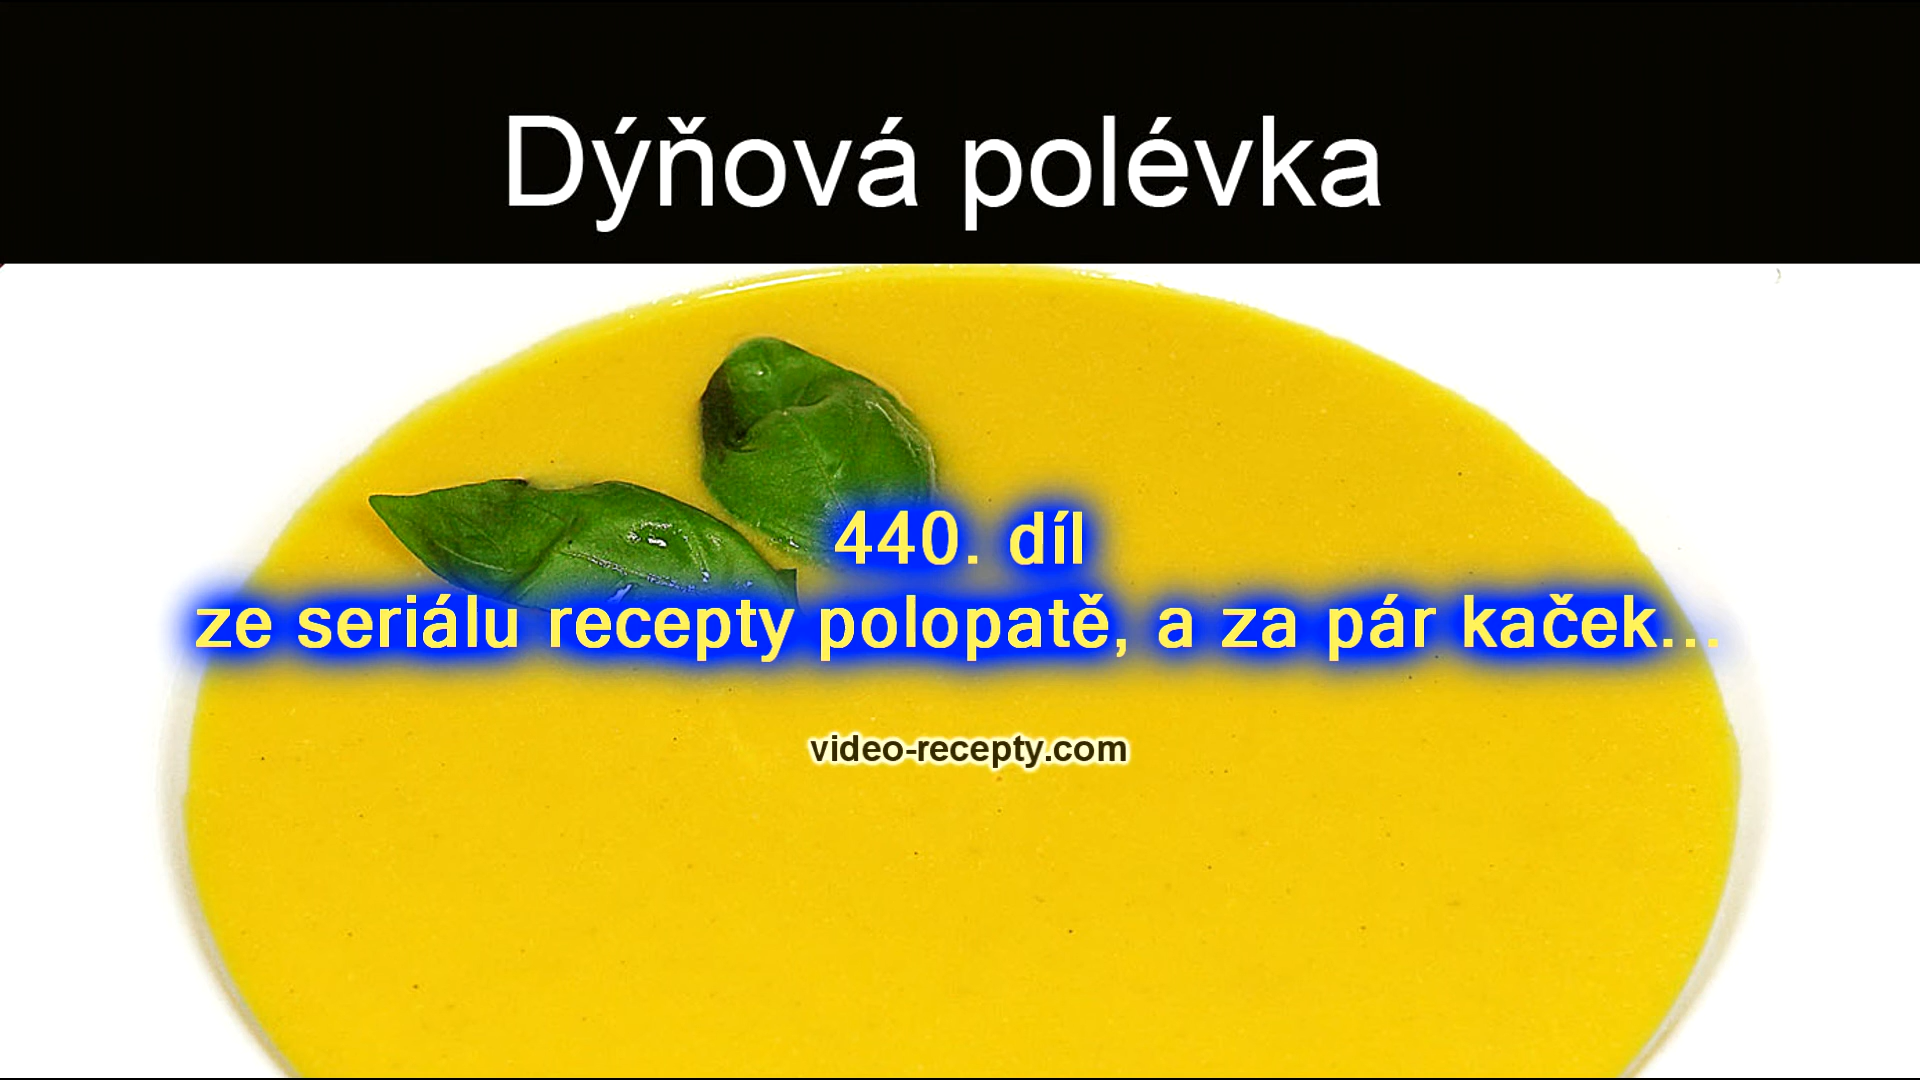 Dýňová polévka
440. díl
ze seriálu recepty polopatě, a za pár kaček...
video-recepty.com